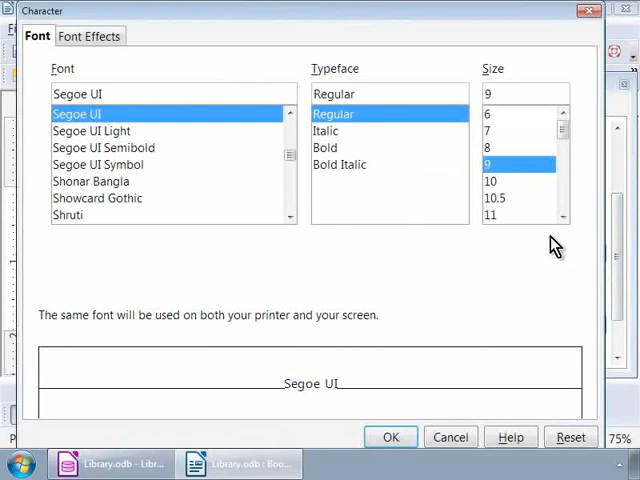 Character
Font
Font Effects
Font
Typeface
Size
Segoe UI
Regular
9
Segoe UI
Segoe UI Light
Segoe UI Semibold
Segoe UI Symbol
Shonar Bangla
Showcard Gothic
Shruti
Regular
Italic
Bold
Bold Italic
6
7
8
9
10
10.5
11
The same font will be used on both your printer and your screen.
Segoe UI
OK
Cancel
Help
Reset
75%
Library.odb - Libr...
Library.odb : Boo...